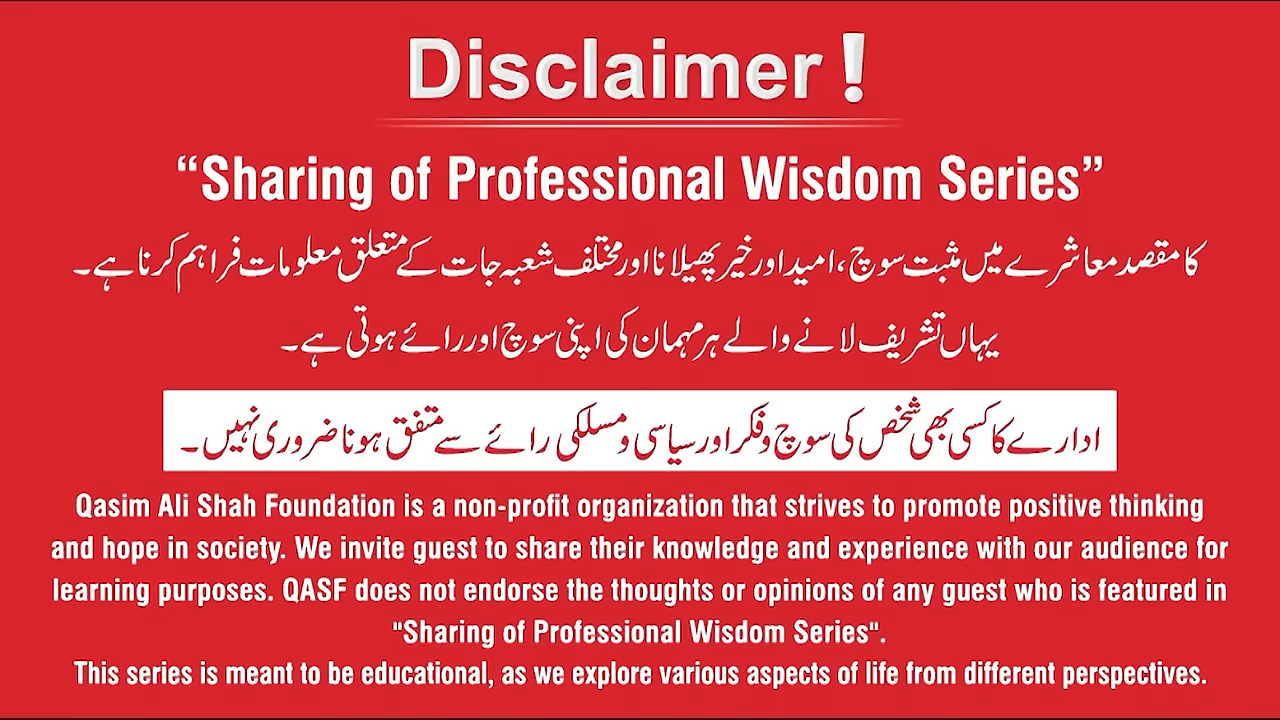 Disclaimer!
“Sharing of Professional Wisdom Series”
کا مقصد معاشرے میں مثبت سوچ، امید اور خیر پھیلانا اور مختلف شعبہ جات کے متعلق معلومات فراہم کرنا ہے۔
یہاں تشریف لانے والے ہر مہمان کی اپنی سوچ اور رائے ہوتی ہے۔
ادارے کا کسی بھی شخص کی سوچ و فکر اور سیاسی و مسلکی رائے سے متفق ہونا ضروری نہیں۔
Qasim Ali Shah Foundation is a non-profit organization that strives to promote positive thinking
and hope in society. We invite guest to share their knowledge and experience with our audience for
learning purposes. QASF does not endorse the thoughts or opinions of any guest who is featured in
"Sharing of Professional Wisdom Series".
This series is meant to be educational, as we explore various aspects of life from different perspectives.